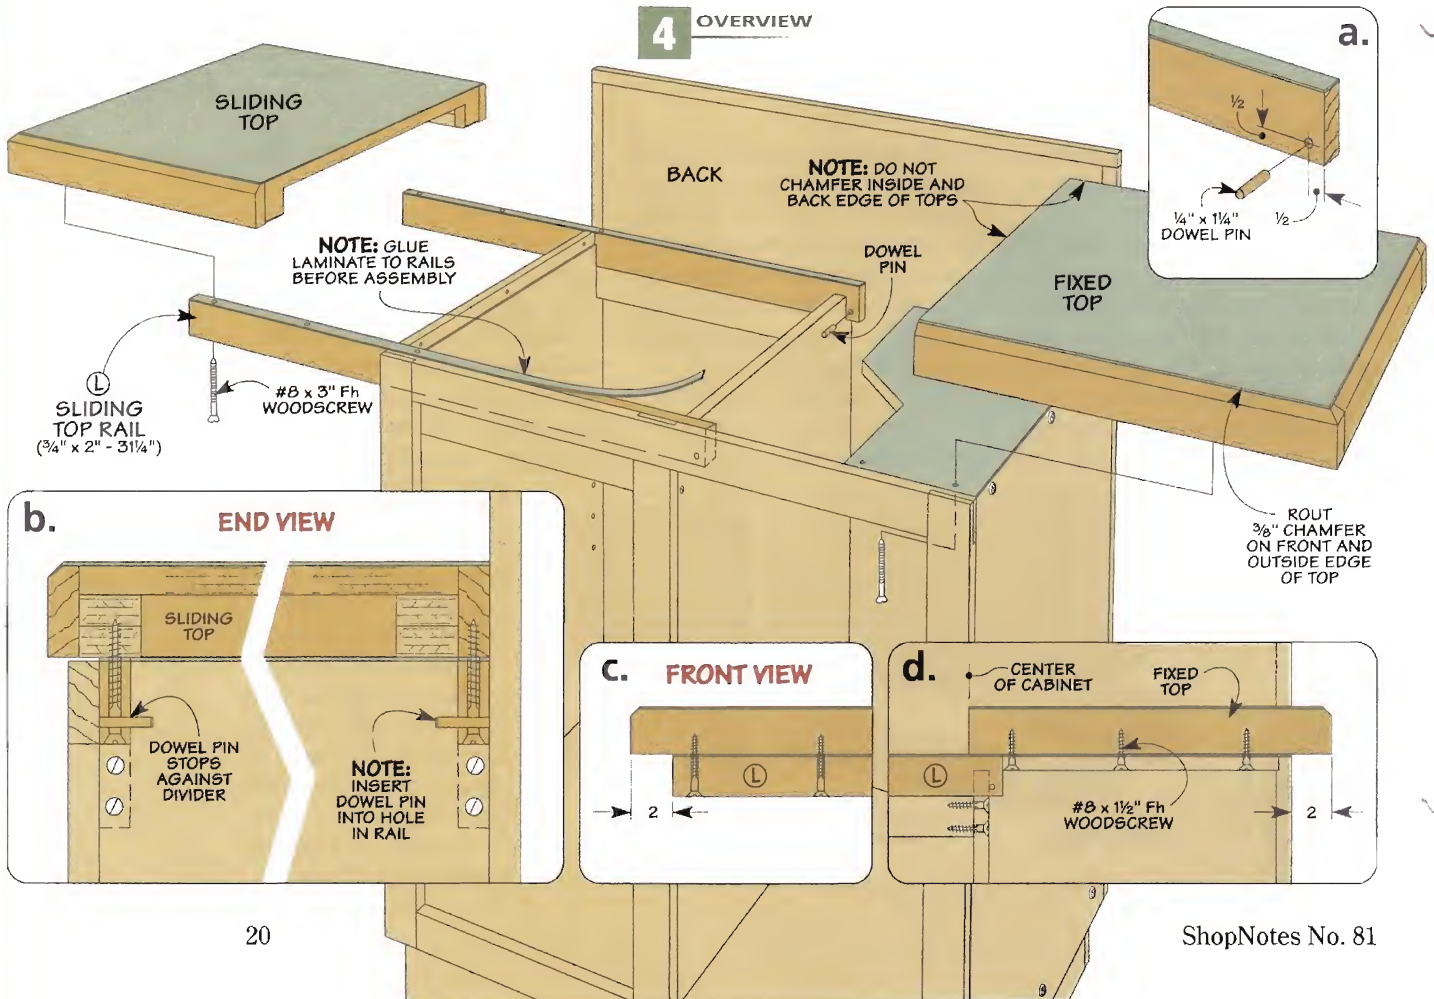 4 OVERVIEW
SLIDING
TOP
BACK
NOTE: DO NOT
CHAMFER INSIDE AND
BACK EDGE OF TOPS
NOTE: GLUE
LAMINATE TO RAILS
BEFORE ASSEMBLY
DOWEL
PIN
FIXED
TOP
a.
½
¼" x 1¼"
DOWEL PIN
½
L
SLIDING
TOP RAIL
(¾" x 2" - 31¼")
#8 x 3" Fh
WOODSCREW
ROUT
⅜" CHAMFER
ON FRONT AND
OUTSIDE EDGE
OF TOP
b.
END VIEW
SLIDING
TOP
DOWEL PIN
STOPS
AGAINST
DIVIDER
NOTE:
INSERT
DOWEL PIN
INTO HOLE
IN RAIL
c.
FRONT VIEW
L
2
d.
CENTER
OF CABINET
FIXED
TOP
L
#8 x 1½" Fh
WOODSCREW
2
20
ShopNotes No. 81